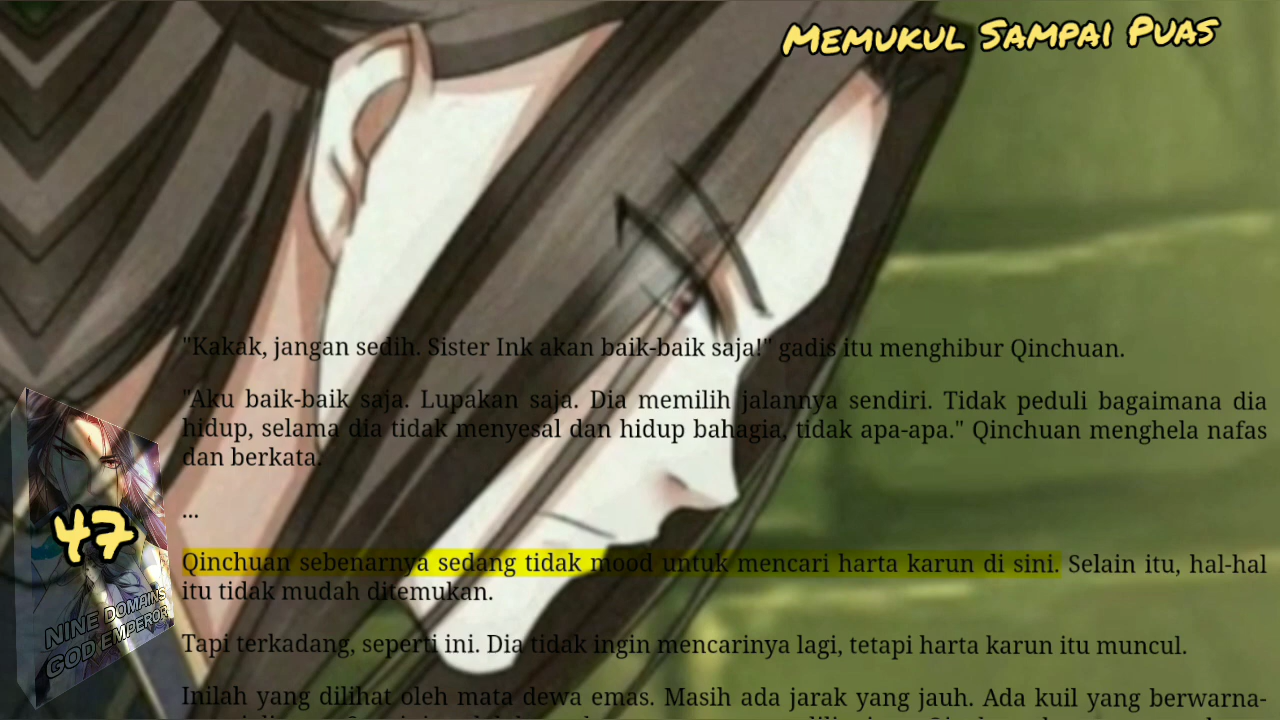 Memukul Sampai Puas
"Kakak, jangan sedih. Sister Ink akan baik-baik saja!" gadis itu menghibur Qinchuan.
"Aku baik-baik saja. Lupakan saja. Dia memilih jalannya sendiri. Tidak peduli bagaimana dia
hidup, selama dia tidak menyesal dan hidup bahagia, tidak apa-apa." Qinchuan menghela nafas
dan berkata.
...
47
NINE DOMAINS
GOD EMPEROR
Qinchuan sebenarnya sedang tidak mood untuk mencari harta karun di sini. Selain itu, hal-hal
itu tidak mudah ditemukan.
Tapi terkadang, seperti ini. Dia tidak ingin mencarinya lagi, tetapi harta karun itu muncul.
Inilah yang dilihat oleh mata dewa emas. Masih ada jarak yang jauh. Ada kuil yang berwarna-